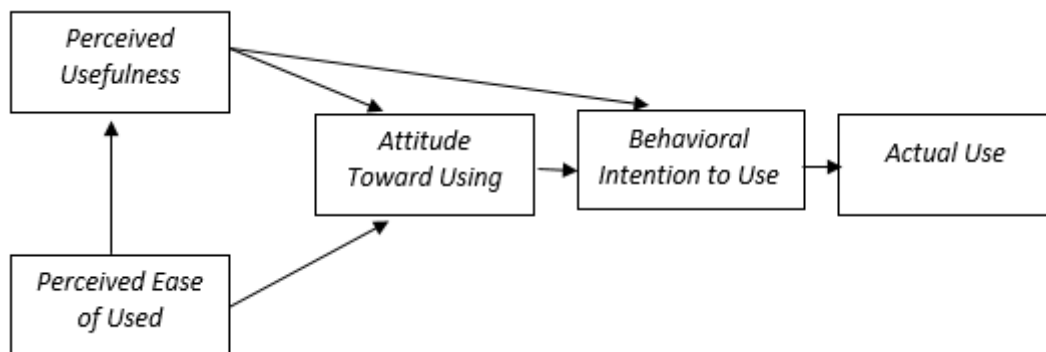 Perceived
Usefulness
Attitude
Toward Using
Behavioral
Intention to Use
Actual Use
Perceived Ease
of Used